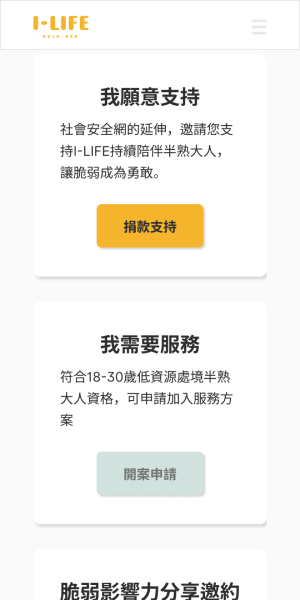 I-LIFE
我願意支持
社會安全網的延伸，邀請您支
持I-LIFE持續陪伴半熟大人，
讓脆弱成為勇敢。
捐款支持
我需要服務
符合18-30歲低資源處境半熟
大人資格，可申請加入服務方
案
開案申請
脆弱影響力分享邀約